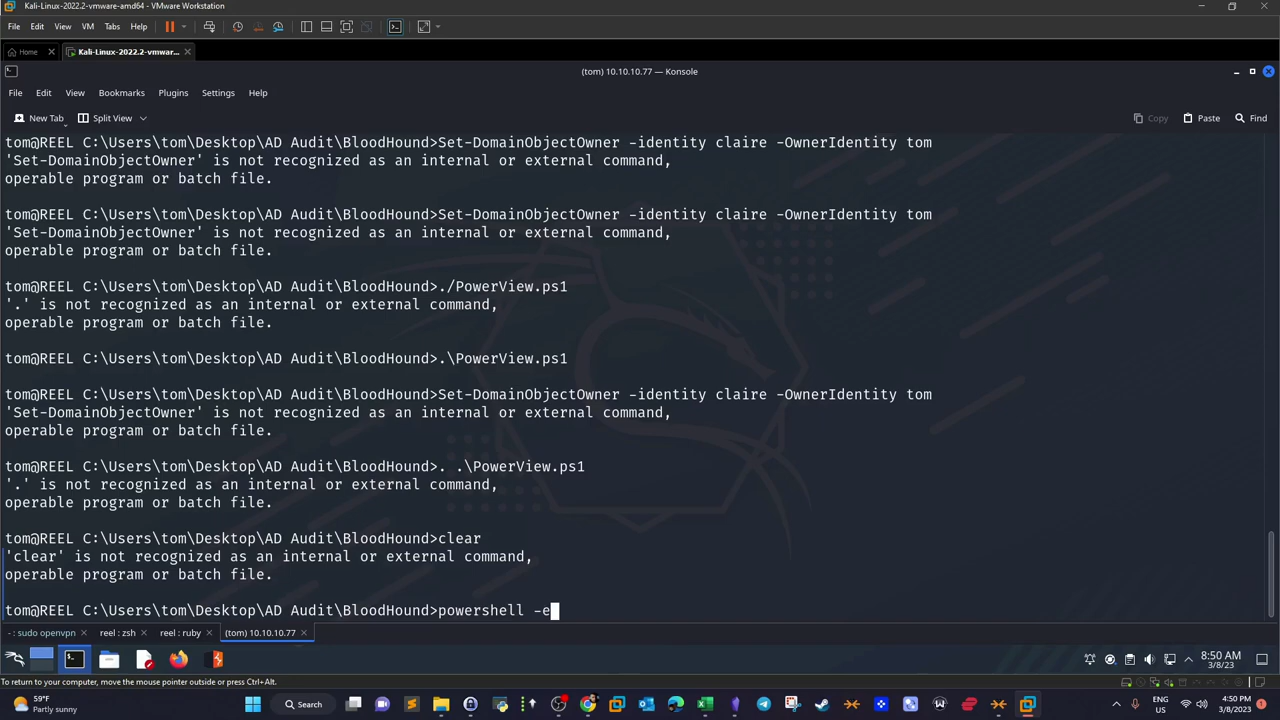 Kali-Linux-2022.2-vmware-amd64 - VMware Workstation
File Edit View VM Tabs Help
Home Kali-Linux-2022.2-vmwar...
(tom) 10.10.10.77 — Konsole
File Edit View Bookmarks Plugins Settings Help
New Tab Split View Copy Paste Find
tom@REEL C:\Users\tom\Desktop\AD Audit\BloodHound>Set-DomainObjectOwner -identity claire -OwnerIdentity tom
'Set-DomainObjectOwner' is not recognized as an internal or external command,
operable program or batch file.
tom@REEL C:\Users\tom\Desktop\AD Audit\BloodHound>Set-DomainObjectOwner -identity claire -OwnerIdentity tom
'Set-DomainObjectOwner' is not recognized as an internal or external command,
operable program or batch file.
tom@REEL C:\Users\tom\Desktop\AD Audit\BloodHound>./PowerView.ps1
'.' is not recognized as an internal or external command,
operable program or batch file.
tom@REEL C:\Users\tom\Desktop\AD Audit\BloodHound>.\PowerView.ps1
tom@REEL C:\Users\tom\Desktop\AD Audit\BloodHound>Set-DomainObjectOwner -identity claire -OwnerIdentity tom
'Set-DomainObjectOwner' is not recognized as an internal or external command,
operable program or batch file.
tom@REEL C:\Users\tom\Desktop\AD Audit\BloodHound>. .\PowerView.ps1
'.' is not recognized as an internal or external command,
operable program or batch file.
tom@REEL C:\Users\tom\Desktop\AD Audit\BloodHound>clear
'clear' is not recognized as an internal or external command,
operable program or batch file.
tom@REEL C:\Users\tom\Desktop\AD Audit\BloodHound>powershell -e
- : sudo openvpn reel : zsh reel : ruby (tom) 10.10.10.77
8:50 AM
3/8/23
To return to your computer, move the mouse pointer outside or press Ctrl+Alt.
59°F
Partly sunny
Search
ENG
US
4:50 PM
3/8/2023